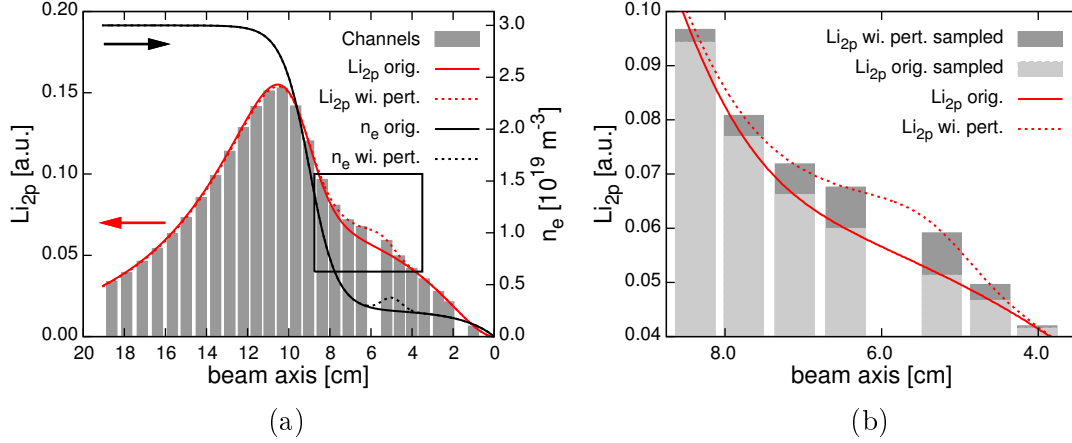 0.20
0.15
0.10
0.05
0.00
Li2p [a.u.]
20 18 16 14 12 10 8 6 4 2 0
beam axis [cm]
3.0
2.5
2.0
1.5
1.0
0.5
0.0
ne [10^19 m^-3]
Channels
Li2p orig.
Li2p wi. pert.
ne orig.
ne wi. pert.
(a)
0.10
0.09
0.08
0.07
0.06
0.05
0.04
Li2p [a.u.]
8.0 6.0 4.0
beam axis [cm]
Li2p wi. pert. sampled
Li2p orig. sampled
Li2p orig.
Li2p wi. pert.
(b)